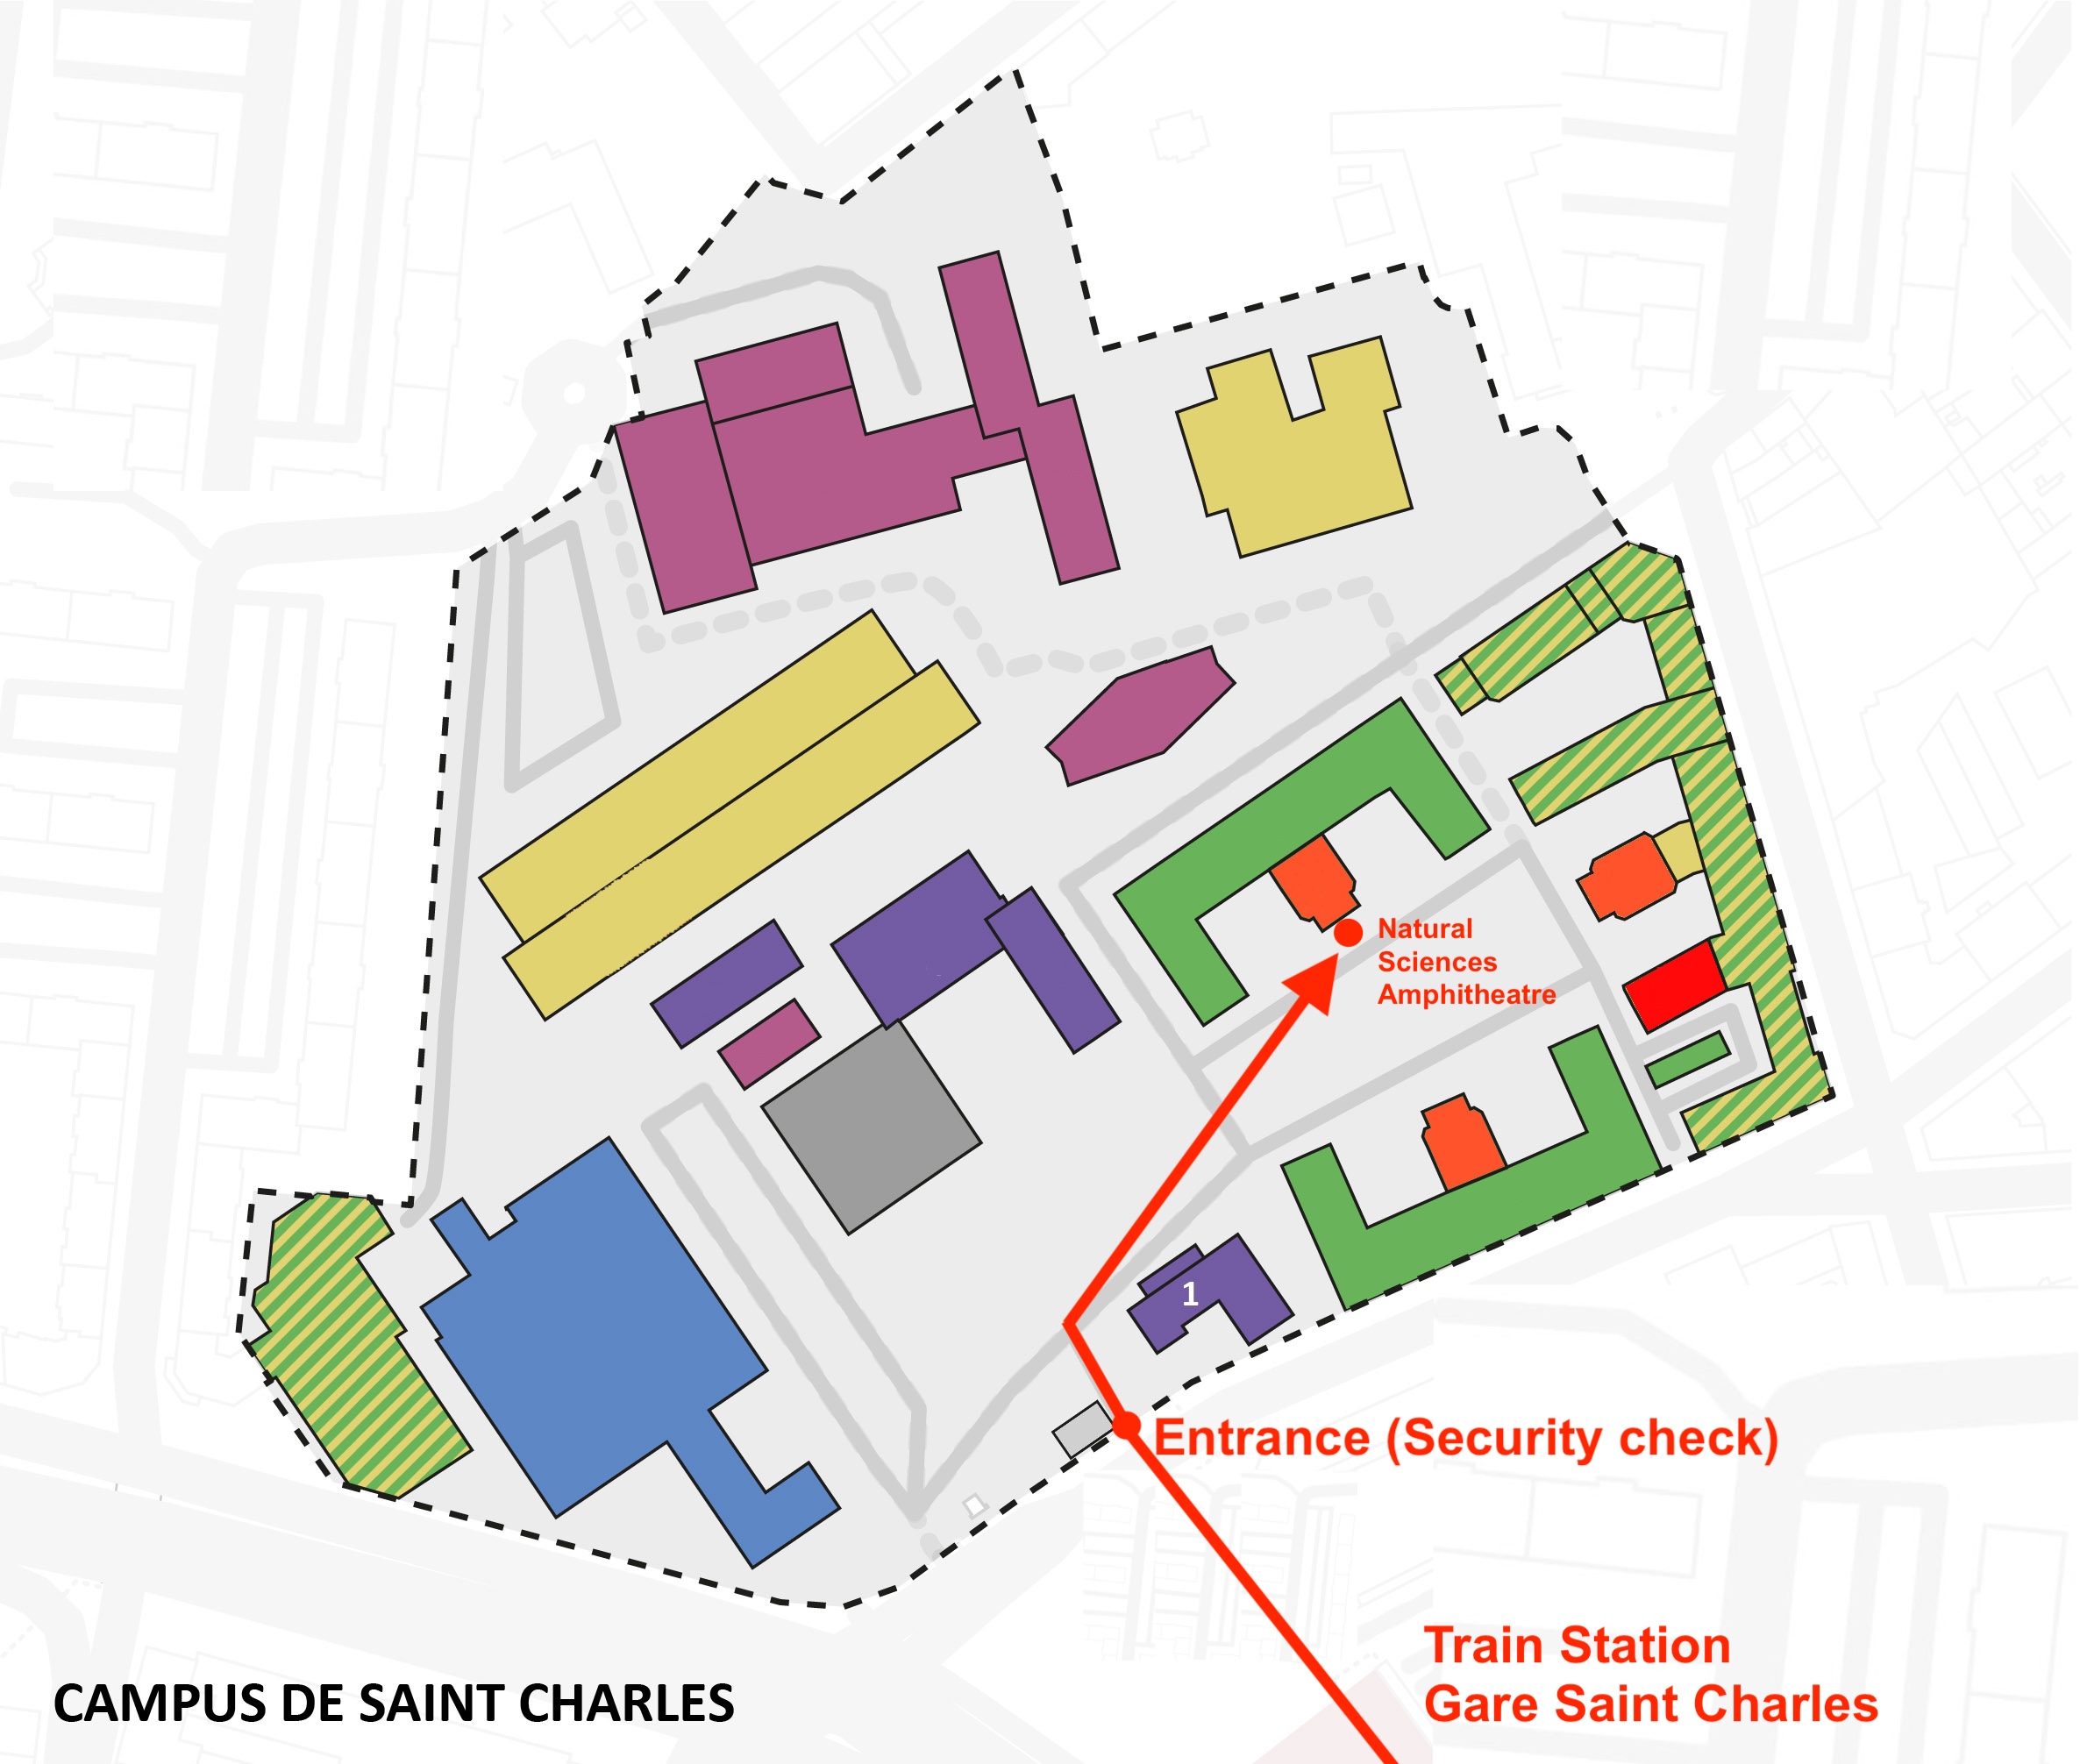 Natural
Sciences
Amphitheatre
1
Entrance (Security check)
Train Station
Gare Saint Charles
CAMPUS DE SAINT CHARLES